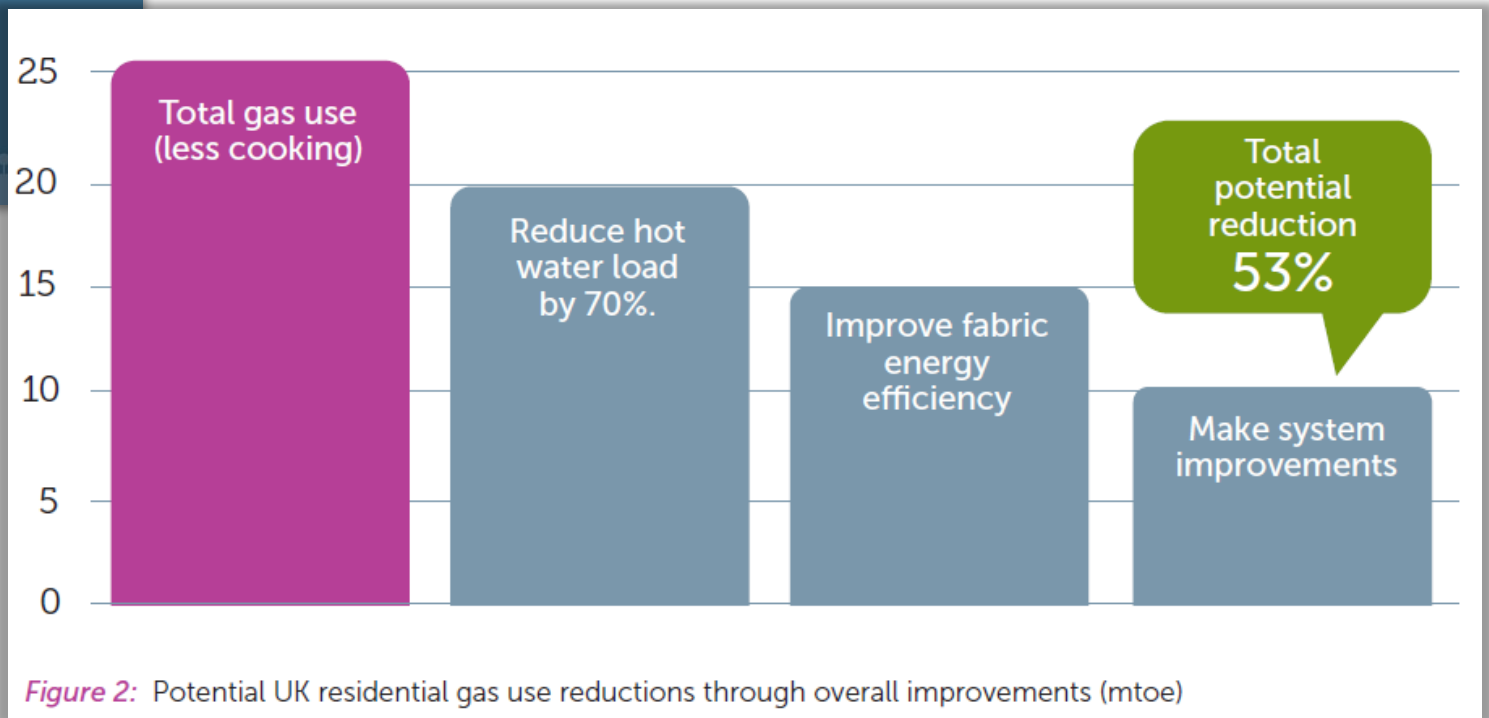 25
20
15
10
5
0
Total gas use
(less cooking)
Reduce hot
water load
by 70%.
Improve fabric
energy
efficiency
Total
potential
reduction
53%
Make system
improvements
Figure 2: Potential UK residential gas use reductions through overall improvements (mtoe)